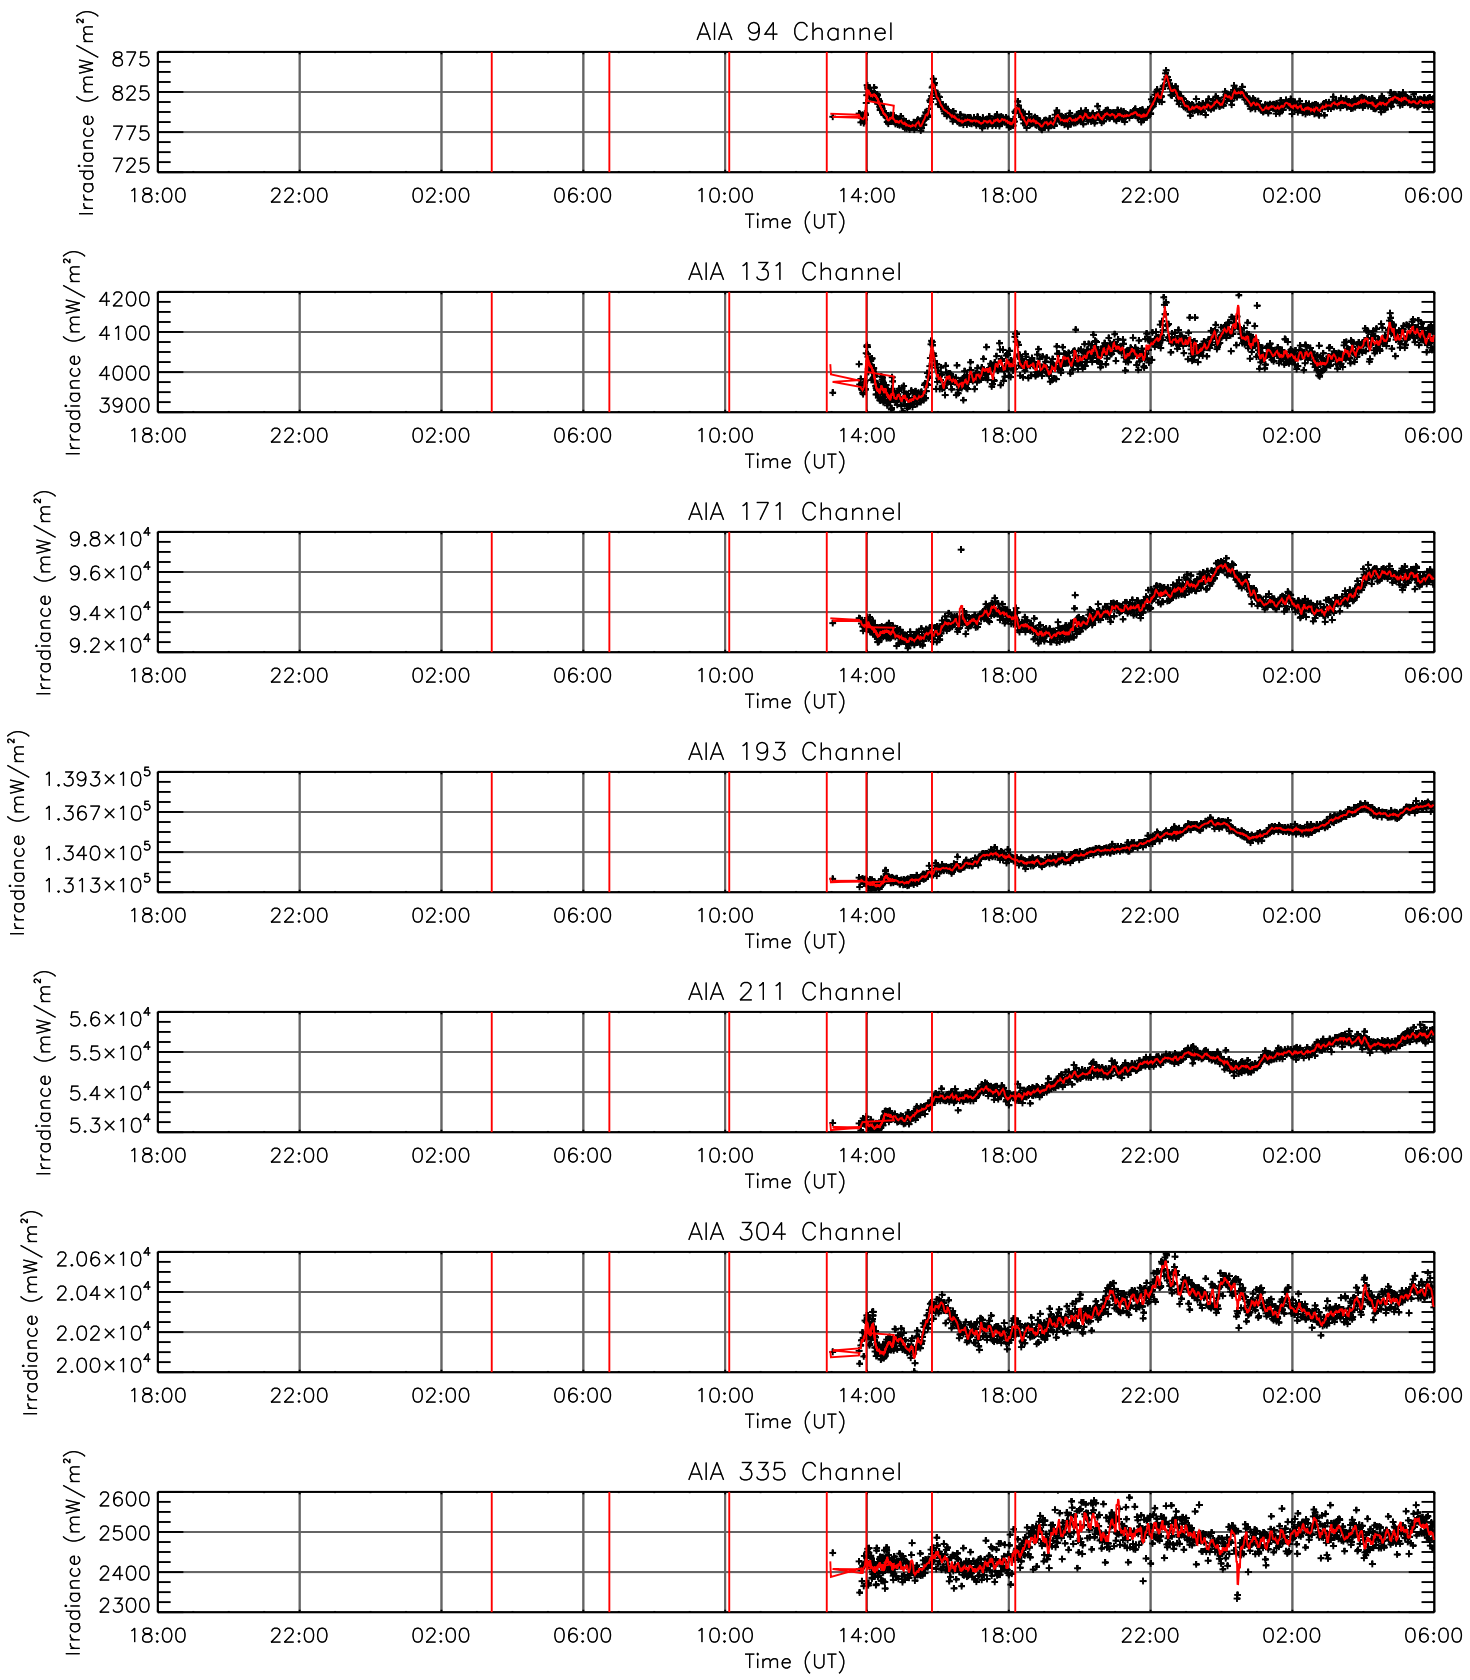 AIA 94 Channel
Irradiance (mW/m²)
875
825
775
725
18:00 22:00 02:00 06:00 10:00 14:00 18:00 22:00 02:00 06:00
Time (UT)
AIA 131 Channel
Irradiance (mW/m²)
4200
4100
4000
3900
18:00 22:00 02:00 06:00 10:00 14:00 18:00 22:00 02:00 06:00
Time (UT)
AIA 171 Channel
Irradiance (mW/m²)
9.8×10⁴
9.6×10⁴
9.4×10⁴
9.2×10⁴
18:00 22:00 02:00 06:00 10:00 14:00 18:00 22:00 02:00 06:00
Time (UT)
AIA 193 Channel
Irradiance (mW/m²)
1.393×10⁵
1.367×10⁵
1.340×10⁵
1.313×10⁵
18:00 22:00 02:00 06:00 10:00 14:00 18:00 22:00 02:00 06:00
Time (UT)
AIA 211 Channel
Irradiance (mW/m²)
5.6×10⁴
5.5×10⁴
5.4×10⁴
5.3×10⁴
18:00 22:00 02:00 06:00 10:00 14:00 18:00 22:00 02:00 06:00
Time (UT)
AIA 304 Channel
Irradiance (mW/m²)
2.06×10⁴
2.04×10⁴
2.02×10⁴
2.00×10⁴
18:00 22:00 02:00 06:00 10:00 14:00 18:00 22:00 02:00 06:00
Time (UT)
AIA 335 Channel
Irradiance (mW/m²)
2600
2500
2400
2300
18:00 22:00 02:00 06:00 10:00 14:00 18:00 22:00 02:00 06:00
Time (UT)